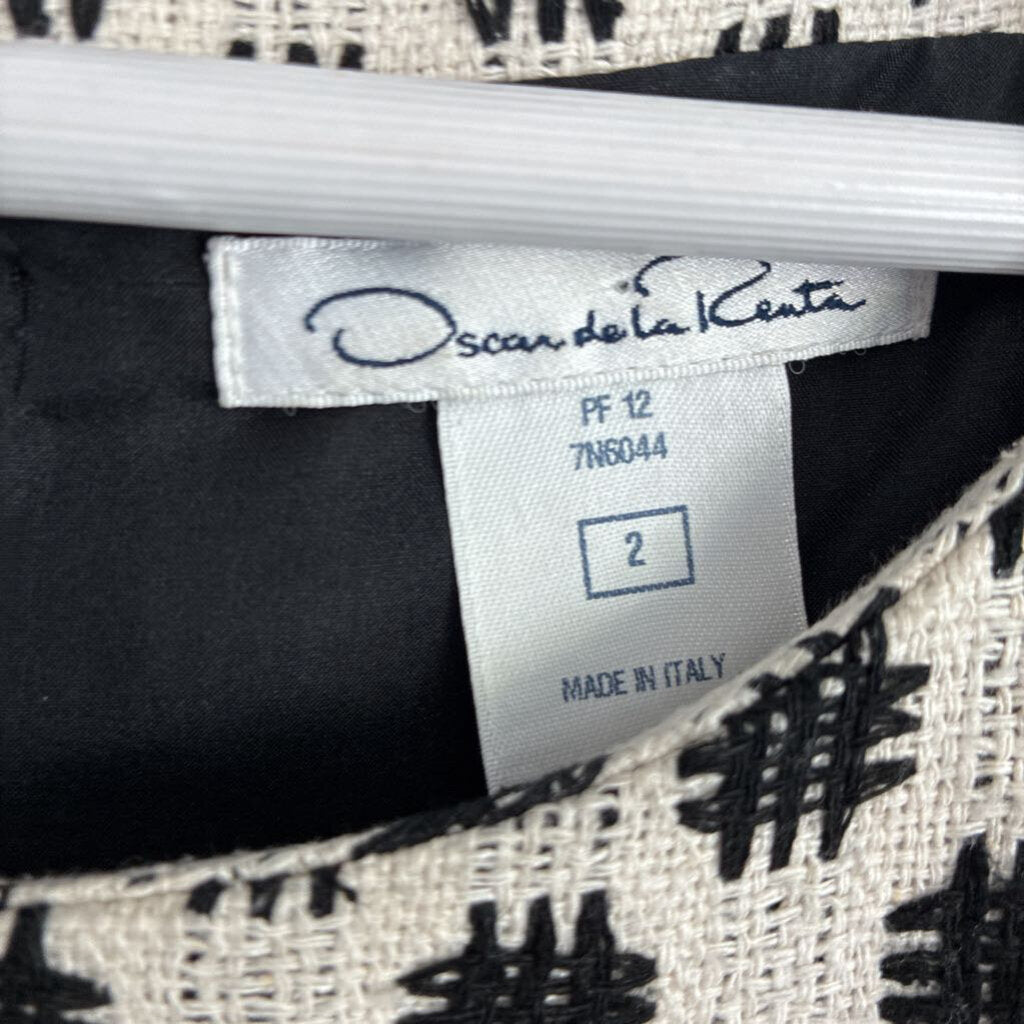 Oscar de la Renta
PF 12
7N6044
2
MADE IN ITALY